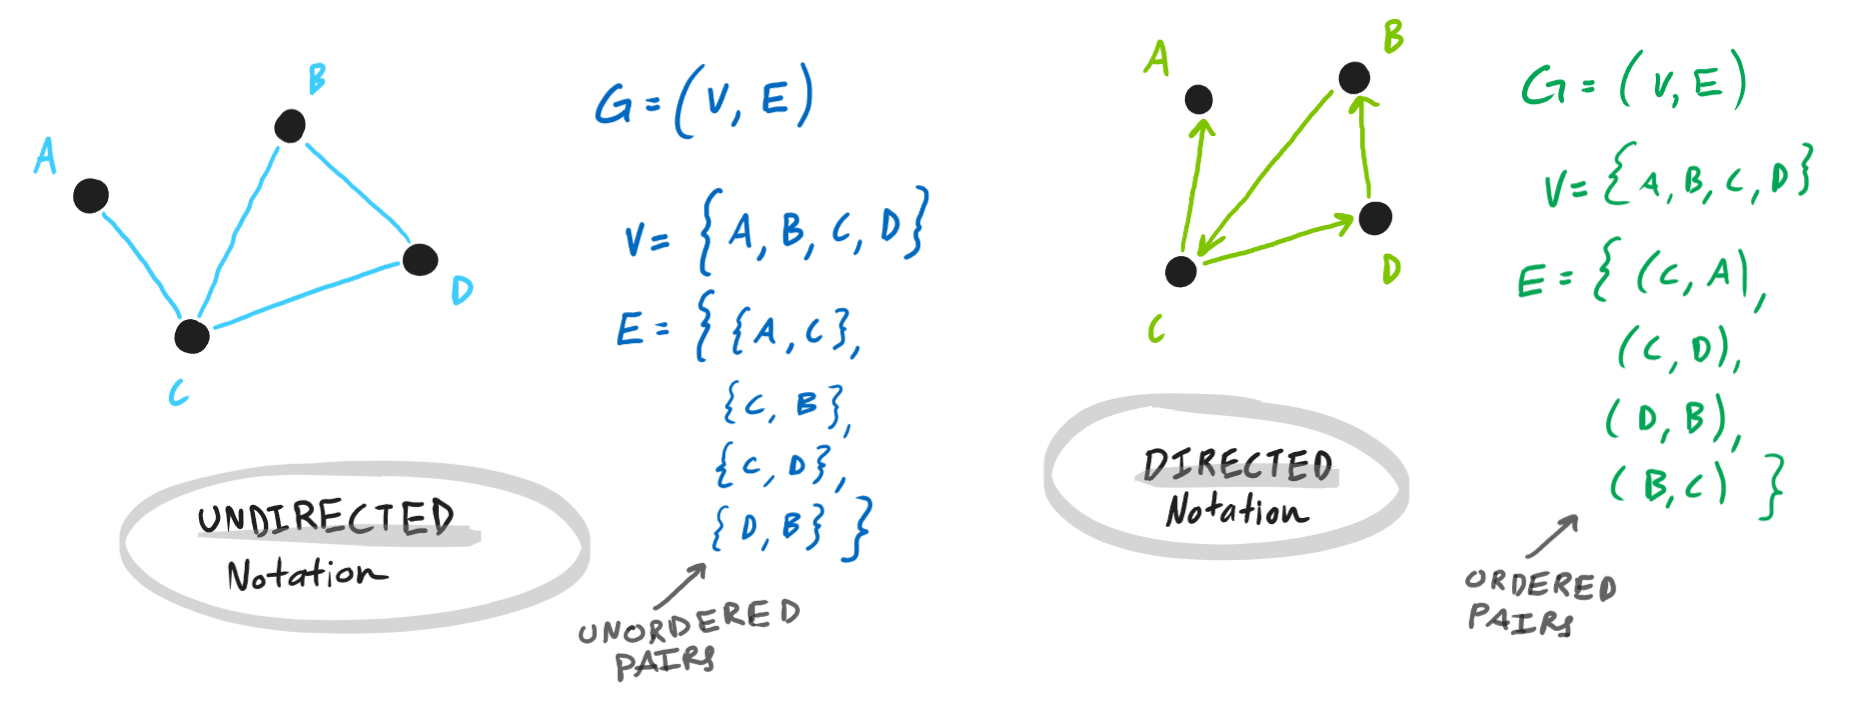 A
B
C
D
G = (V, E)
V = { A, B, C, D }
E = { {A, C},
{C, B},
{C, D},
{D, B} }
UNORDERED
PAIRS
UNDIRECTED
Notation
A
B
C
D
G = (V, E)
V = { A, B, C, D }
E = { (C, A),
(C, D),
(D, B),
(B, C) }
ORDERED
PAIRS
DIRECTED
Notation